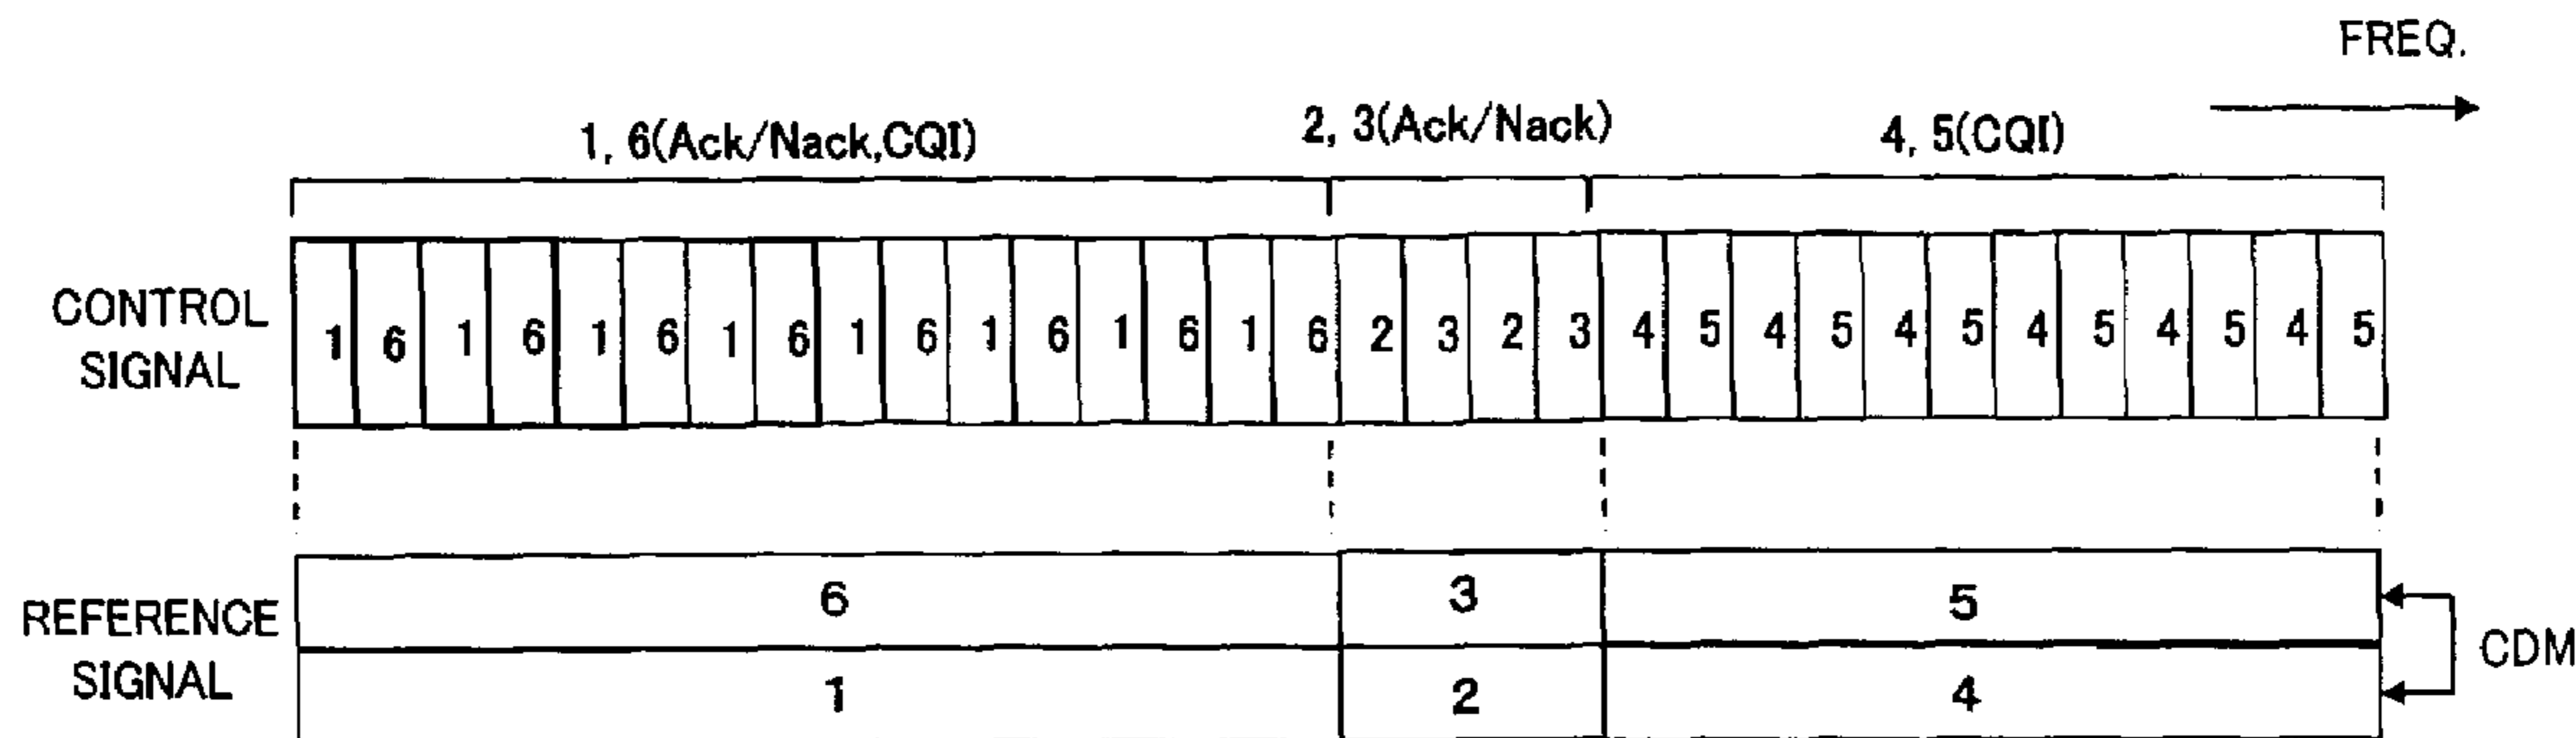 FREQ.
1, 6(Ack/Nack,CQI)
2, 3(Ack/Nack)
4, 5(CQI)
CONTROL
SIGNAL
1 6 1 6 1 6 1 6 1 6 1 6 1 6 1 6 2 3 2 3 4 5 4 5 4 5 4 5 4 5 4 5
REFERENCE
SIGNAL
6 3 5
1 2 4
CDM